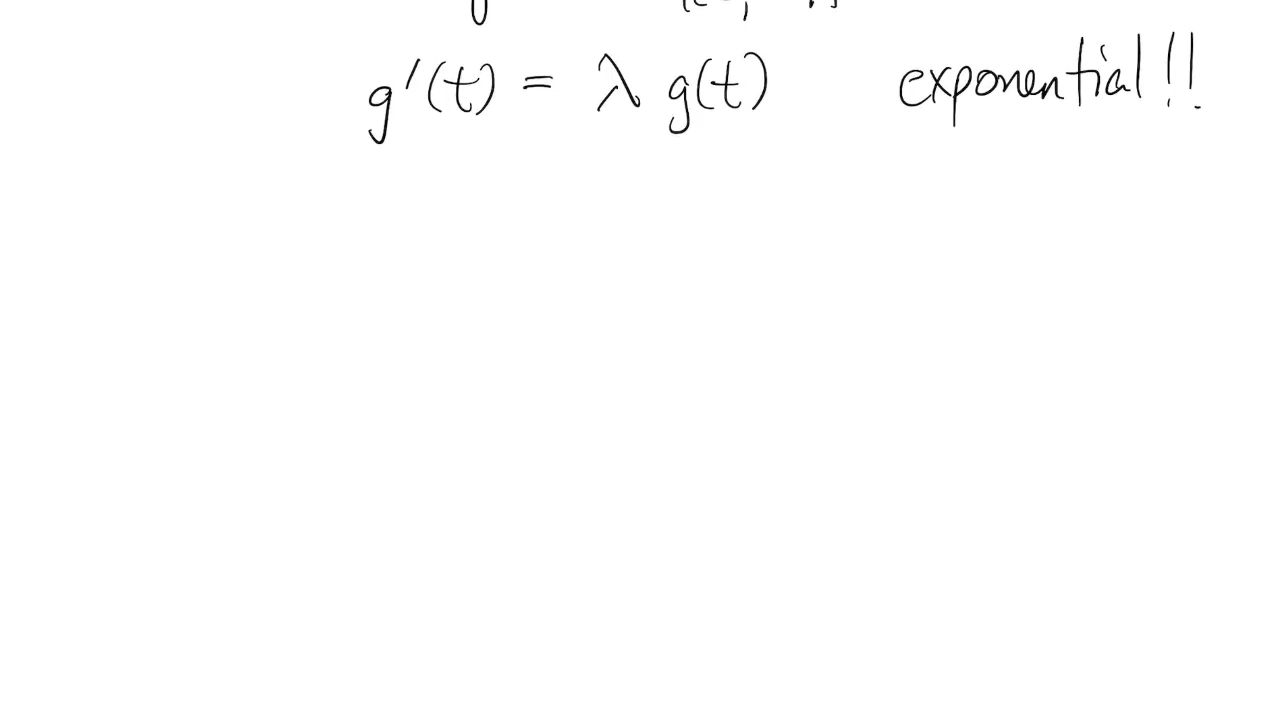 g'(t) = λ g(t) exponential!!